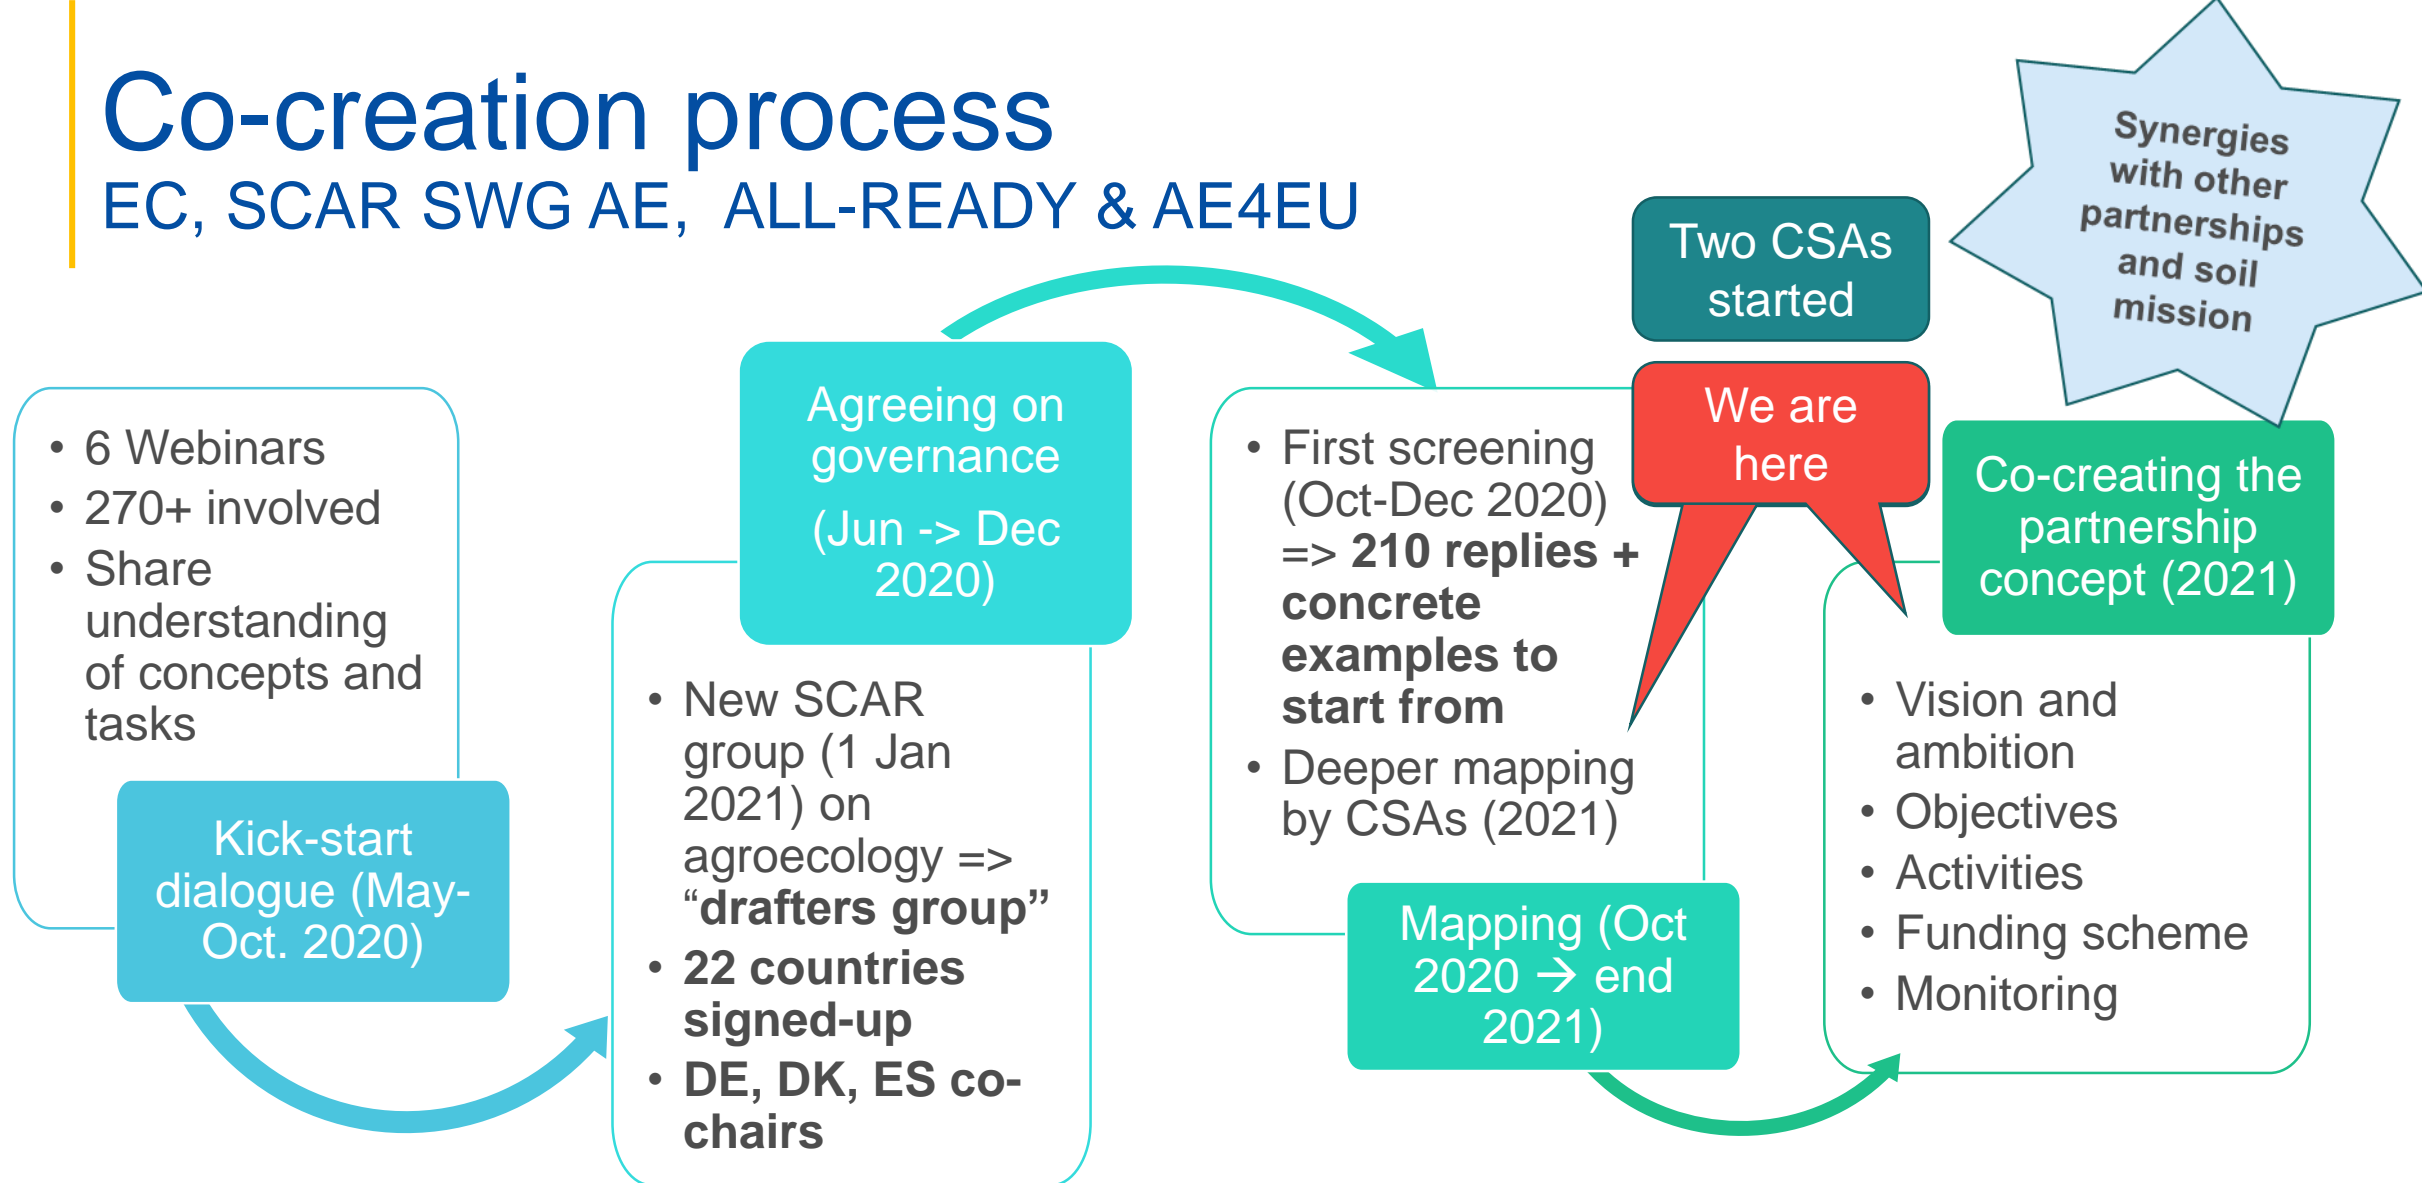 Co-creation process
EC, SCAR SWG AE, ALL-READY & AE4EU
• 6 Webinars
• 270+ involved
• Share
understanding
of concepts and
tasks
Kick-start
dialogue (May-
Oct. 2020)
Agreeing on
governance
(Jun -> Dec
2020)
• New SCAR
group (1 Jan
2021) on
agroecology =>
“drafters group”
• 22 countries
signed-up
• DE, DK, ES co-
chairs
• First screening
(Oct-Dec 2020)
=> 210 replies +
concrete
examples to
start from
• Deeper mapping
by CSAs (2021)
Mapping (Oct
2020 → end
2021)
Two CSAs
started
We are
here
Synergies
with other
partnerships
and soil
mission
Co-creating the
partnership
concept (2021)
• Vision and
ambition
• Objectives
• Activities
• Funding scheme
• Monitoring